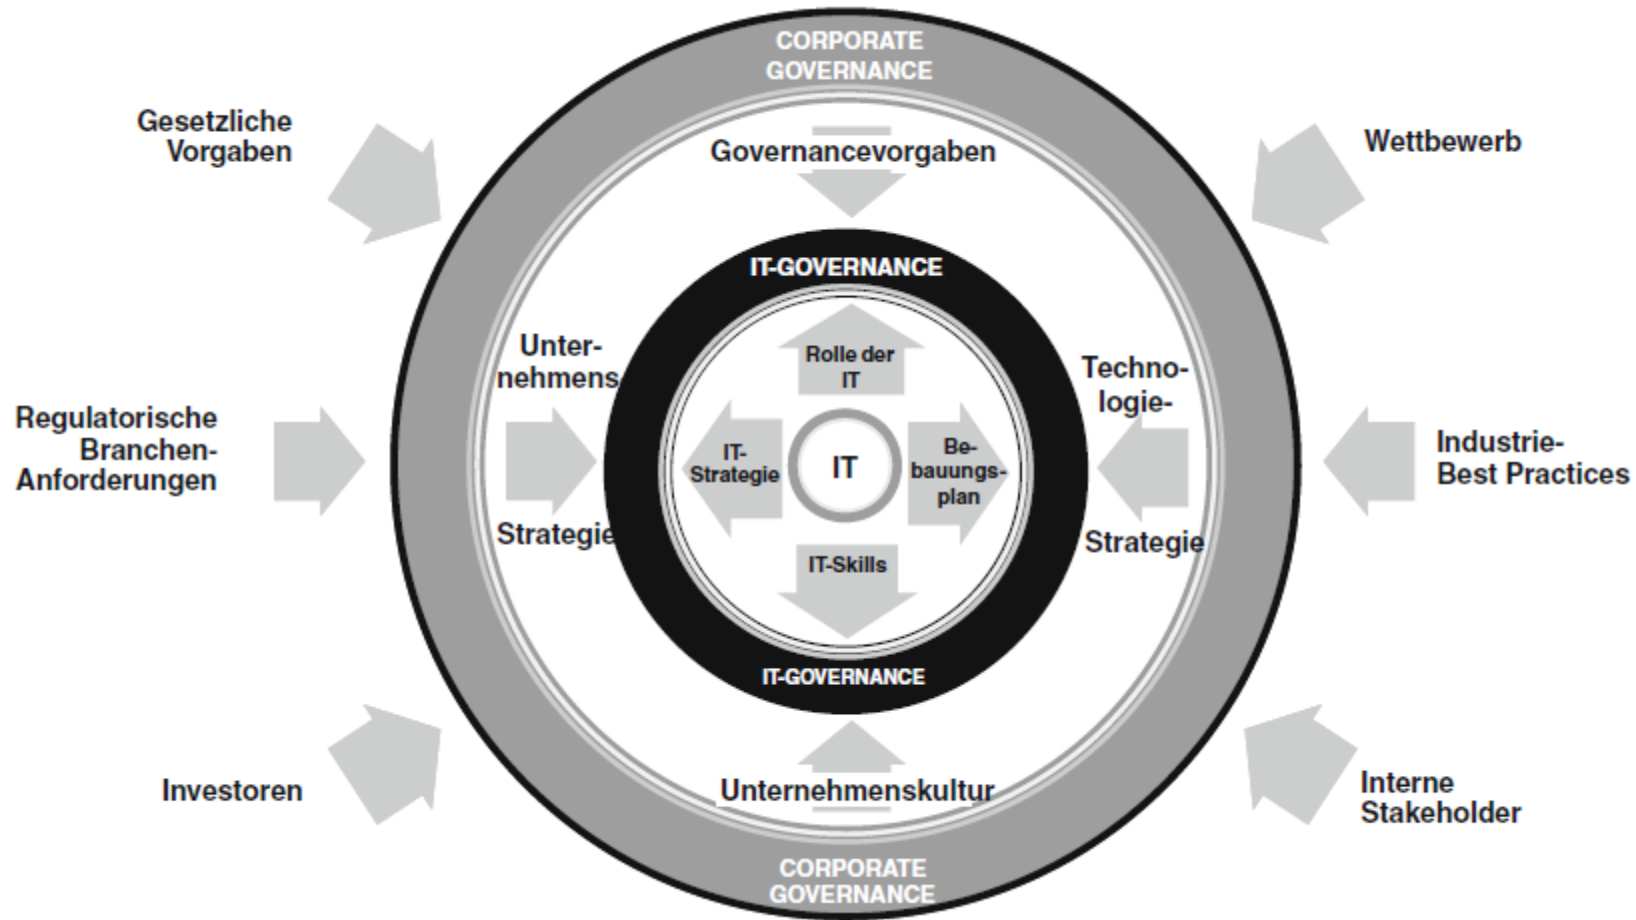 CORPORATE
GOVERNANCE
Gesetzliche
Vorgaben
Governancevorgaben
Wettbewerb
IT-GOVERNANCE
Unter-
nehmens
Rolle der
IT
Techno-
logie-
Regulatorische
Branchen-
Anforderungen
IT-
Strategie
IT
Be-
bauungs-
plan
Industrie-
Best Practices
Strategie
Strategie
IT-Skills
IT-GOVERNANCE
Investoren
Unternehmenskultur
Interne
Stakeholder
CORPORATE
GOVERNANCE